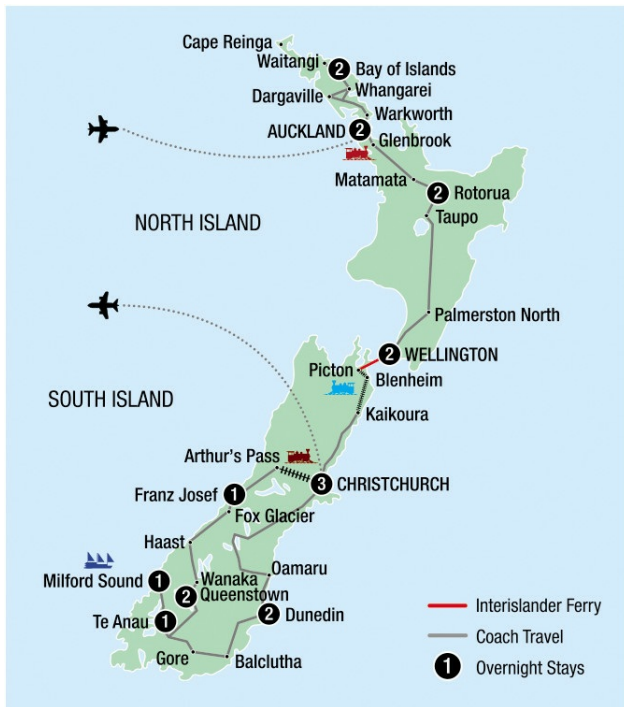 Cape Reinga
Waitangi
2 Bay of Islands
Whangarei
Dargaville
Warkworth
AUCKLAND 2
Glenbrook
Matamata
2 Rotorua
Taupo
NORTH ISLAND
Palmerston North
2 WELLINGTON
Picton
Blenheim
SOUTH ISLAND
Kaikoura
Arthur's Pass
3 CHRISTCHURCH
Franz Josef 1
Fox Glacier
Haast
Oamaru
Milford Sound 1
Wanaka
2 Queenstown
Te Anau 1
2 Dunedin
Gore
Balclutha
Interislander Ferry
Coach Travel
1 Overnight Stays